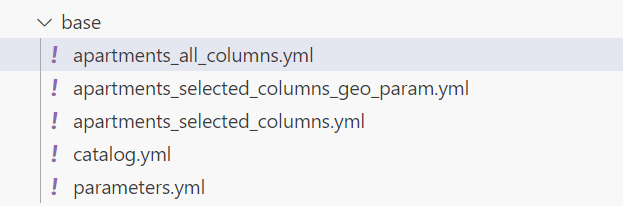 base
! apartments_all_columns.yml
! apartments_selected_columns_geo_param.yml
! apartments_selected_columns.yml
! catalog.yml
! parameters.yml